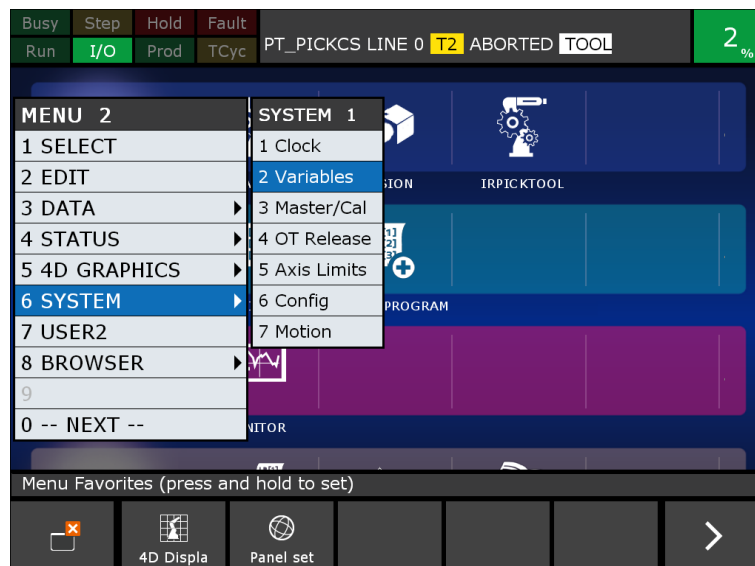 Busy Step Hold Fault
Run I/O Prod TCyc
PT_PICKCS LINE 0 T2 ABORTED TOOL
2 %
MENU 2
1 SELECT
2 EDIT
3 DATA
4 STATUS
5 4D GRAPHICS
6 SYSTEM
7 USER2
8 BROWSER
9
0 -- NEXT --
SYSTEM 1
1 Clock
2 Variables
3 Master/Cal
4 OT Release
5 Axis Limits
6 Config
7 Motion
IRPICKTOOL
PROGRAM
Menu Favorites (press and hold to set)
4D Displa
Panel set